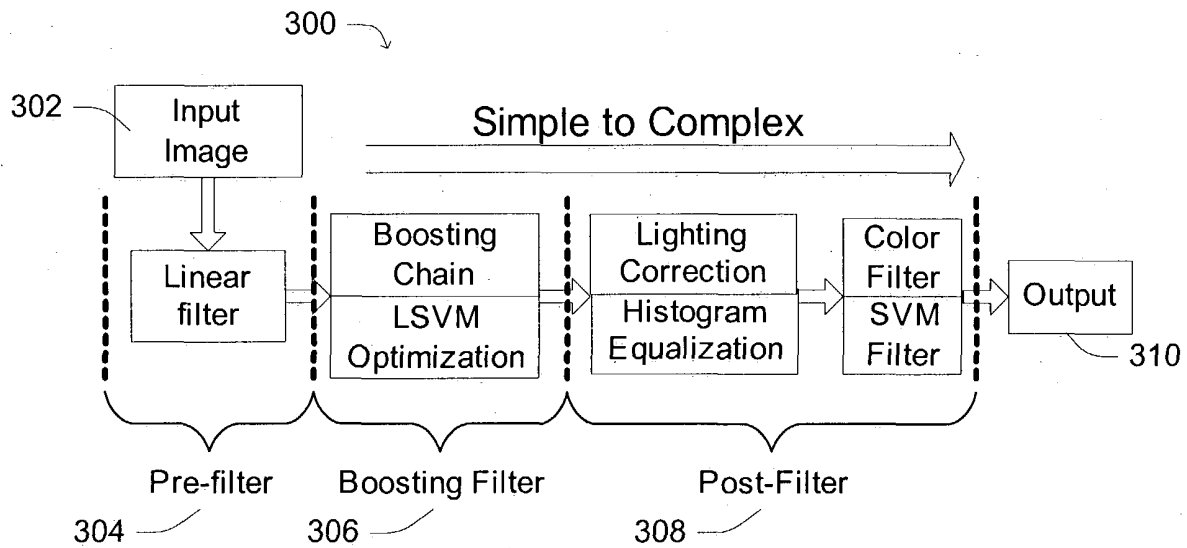 300
302
Input
Image
Simple to Complex
Linear
filter
Boosting
Chain
LSVM
Optimization
Lighting
Correction
Histogram
Equalization
Color
Filter
SVM
Filter
Output
310
Pre-filter
Boosting Filter
Post-Filter
304
306
308